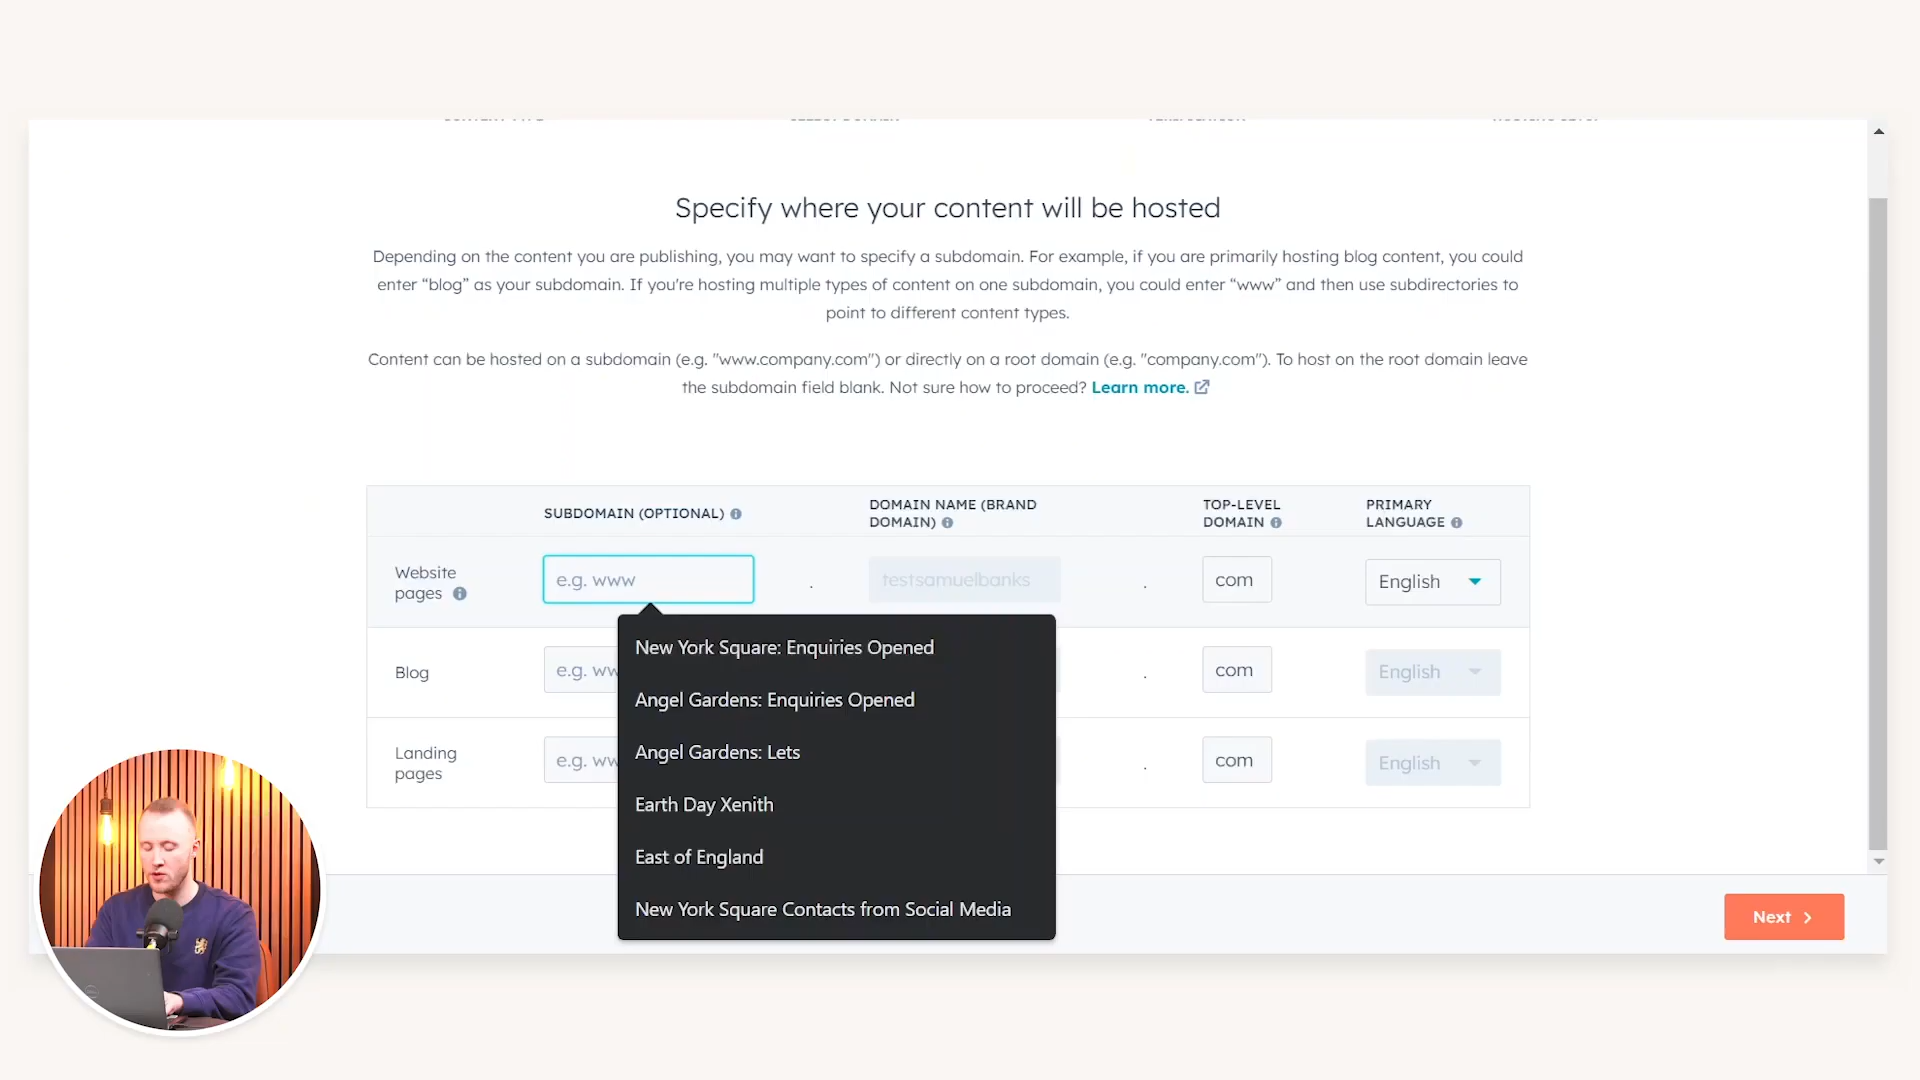 Specify where your content will be hosted
Depending on the content you are publishing, you may want to specify a subdomain. For example, if you are primarily hosting blog content, you could
enter “blog” as your subdomain. If you're hosting multiple types of content on one subdomain, you could enter “www” and then use subdirectories to
point to different content types.
Content can be hosted on a subdomain (e.g. "www.company.com") or directly on a root domain (e.g. "company.com"). To host on the root domain leave
the subdomain field blank. Not sure how to proceed? Learn more.
SUBDOMAIN (OPTIONAL)
DOMAIN NAME (BRAND
DOMAIN)
TOP-LEVEL
DOMAIN
PRIMARY
LANGUAGE
Website
pages
e.g. www
.
testsamuelbanks
.
com
English
Blog
e.g. ww
.
com
English
Landing
pages
e.g. ww
.
com
English
New York Square: Enquiries Opened
Angel Gardens: Enquiries Opened
Angel Gardens: Lets
Earth Day Xenith
East of England
New York Square Contacts from Social Media
Next